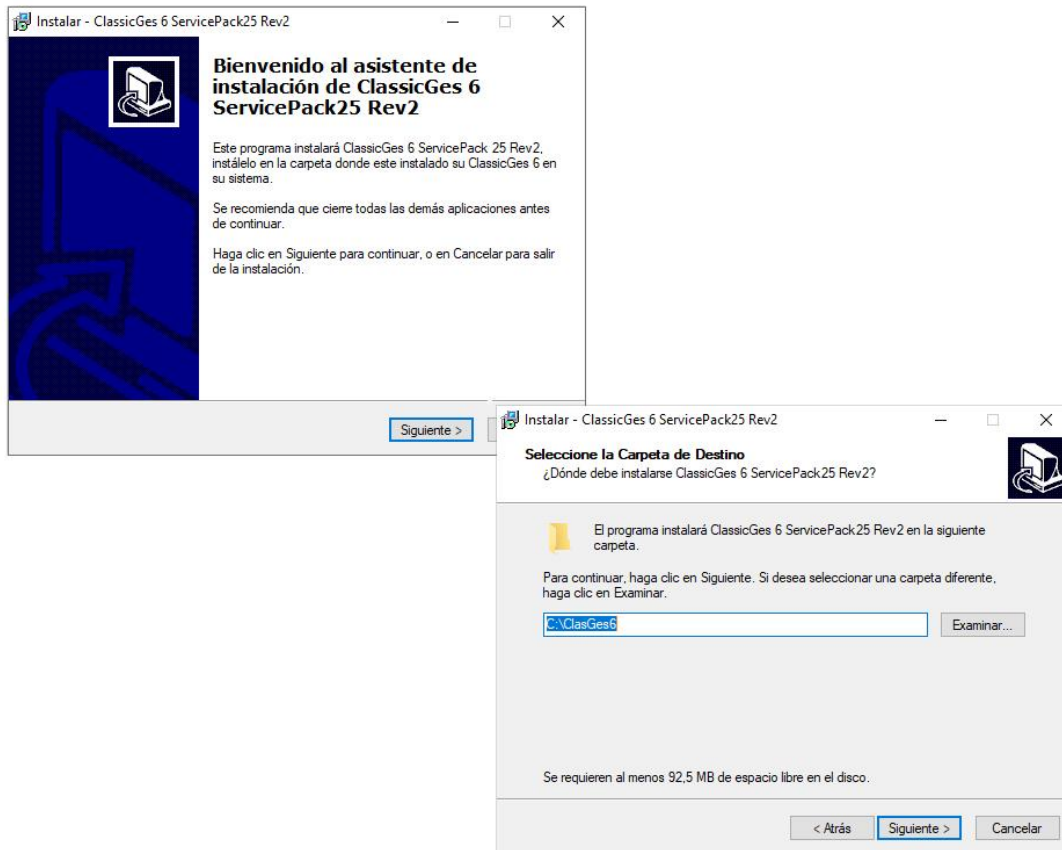 Instalar - ClassicGes 6 ServicePack25 Rev2
Bienvenido al asistente de
instalación de ClassicGes 6
ServicePack25 Rev2
Este programa instalará ClassicGes 6 ServicePack 25 Rev2,
instálelo en la carpeta donde este instalado su ClassicGes 6 en
su sistema.
Se recomienda que cierre todas las demás aplicaciones antes
de continuar.
Haga clic en Siguiente para continuar, o en Cancelar para salir
de la instalación.
Siguiente >
Instalar - ClassicGes 6 ServicePack25 Rev2
Seleccione la Carpeta de Destino
¿Dónde debe instalarse ClassicGes 6 ServicePack25 Rev2?
El programa instalará ClassicGes 6 ServicePack25 Rev2 en la siguiente
carpeta.
Para continuar, haga clic en Siguiente. Si desea seleccionar una carpeta diferente,
haga clic en Examinar.
C:\ClasGes6
Examinar...
Se requieren al menos 92,5 MB de espacio libre en el disco.
< Atrás
Siguiente >
Cancelar